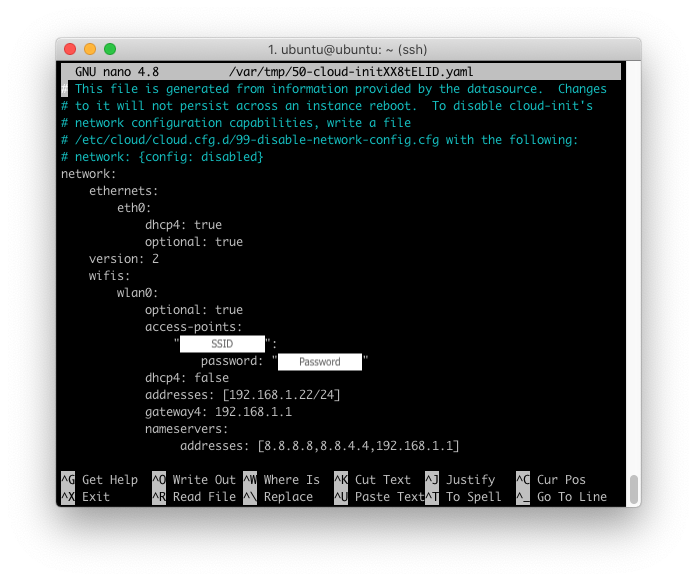 1. ubuntu@ubuntu: ~ (ssh)
GNU nano 4.8 /var/tmp/50-cloud-initXX8tELID.yaml
# This file is generated from information provided by the datasource.  Changes
# to it will not persist across an instance reboot.  To disable cloud-init's
# network configuration capabilities, write a file
# /etc/cloud/cloud.cfg.d/99-disable-network-config.cfg with the following:
# network: {config: disabled}
network:
    ethernets:
        eth0:
            dhcp4: true
            optional: true
    version: 2
    wifis:
        wlan0:
            optional: true
            access-points:
                "SSID":
                    password: "Password"
            dhcp4: false
            addresses: [192.168.1.22/24]
            gateway4: 192.168.1.1
            nameservers:
                 addresses: [8.8.8.8,8.8.4.4,192.168.1.1]
^G Get Help ^O Write Out ^W Where Is ^K Cut Text ^J Justify ^C Cur Pos
^X Exit ^R Read File ^\ Replace ^U Paste Text ^T To Spell ^_ Go To Line